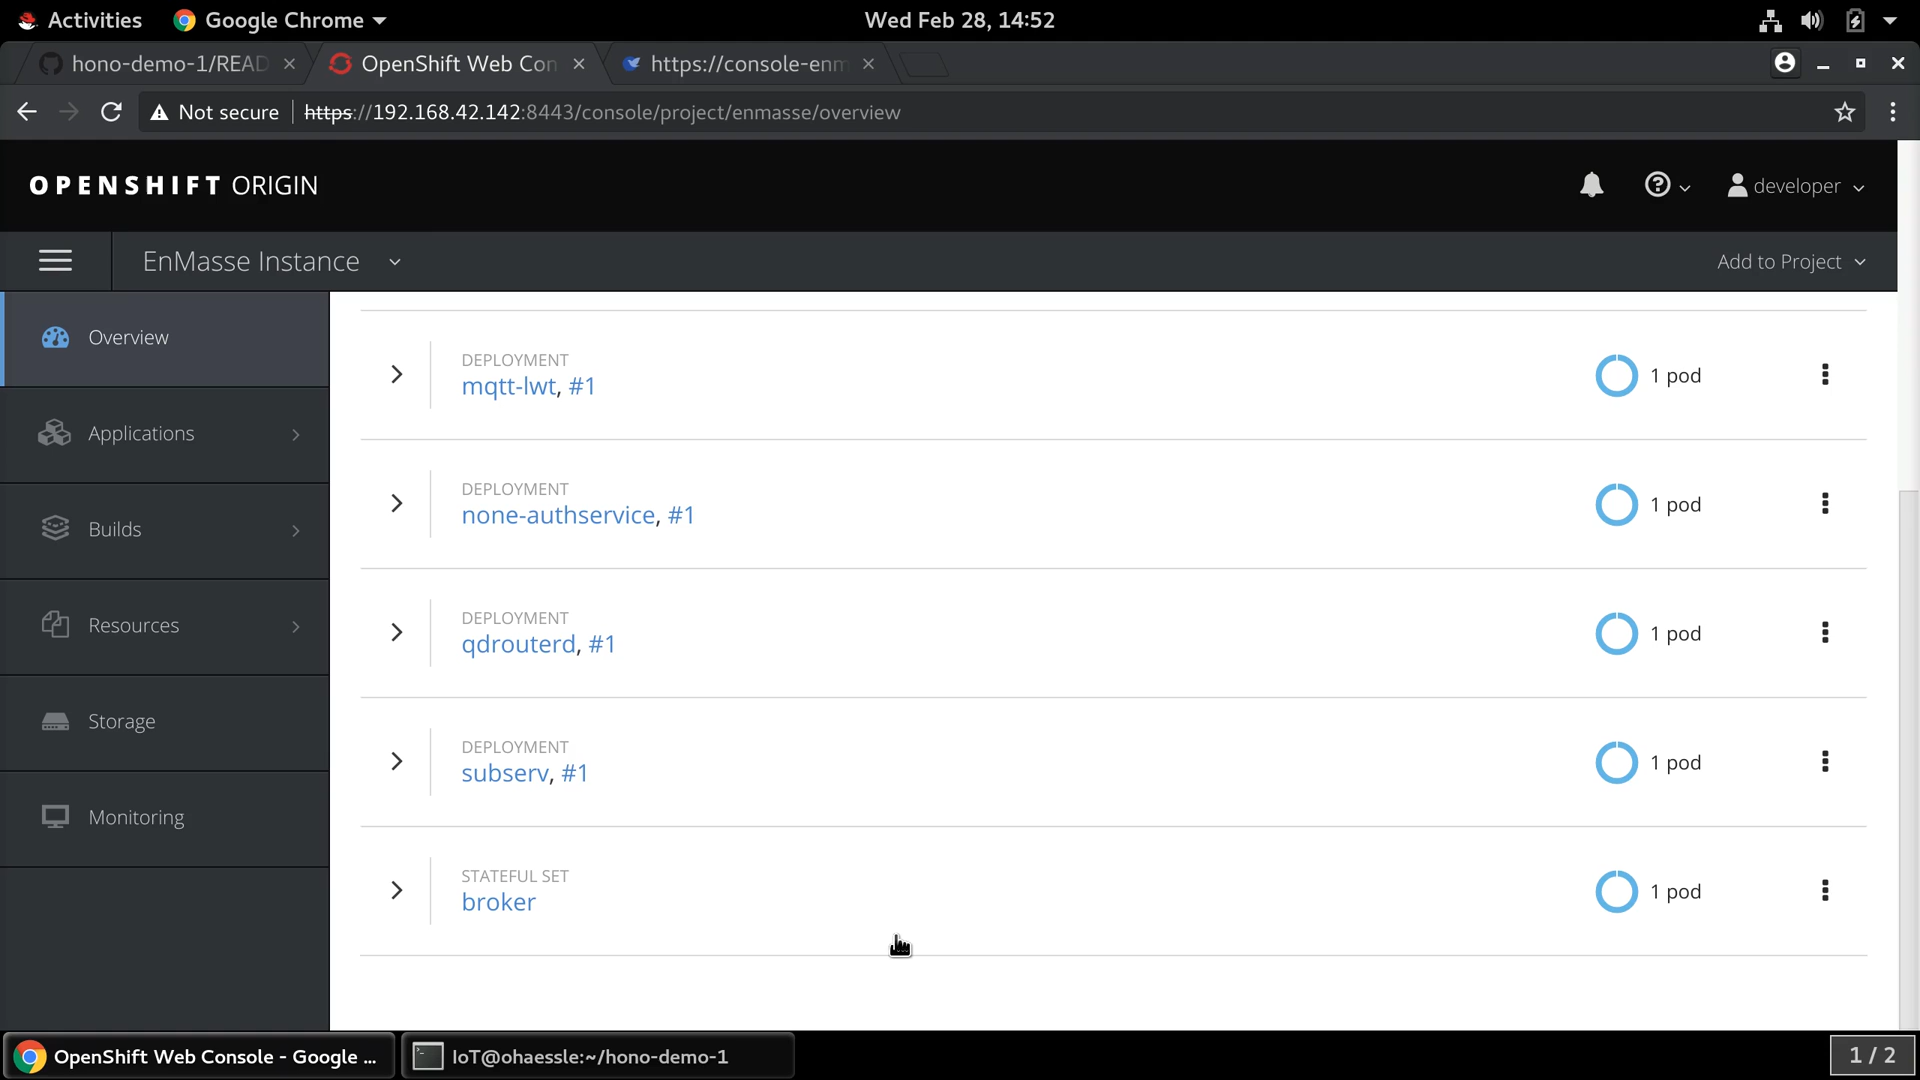 Activities Google Chrome Wed Feb 28, 14:52
hono-demo-1/READ OpenShift Web Con https://console-enm
Not secure https://192.168.42.142:8443/console/project/enmasse/overview
OPENSHIFT ORIGIN developer
EnMasse Instance Add to Project
Overview
Applications
Builds
Resources
Storage
Monitoring
DEPLOYMENT
mqtt-lwt, #1 1 pod
DEPLOYMENT
none-authservice, #1 1 pod
DEPLOYMENT
qdrouterd, #1 1 pod
DEPLOYMENT
subserv, #1 1 pod
STATEFUL SET
broker 1 pod
OpenShift Web Console - Google ... IoT@ohaessle:~/hono-demo-1 1 / 2